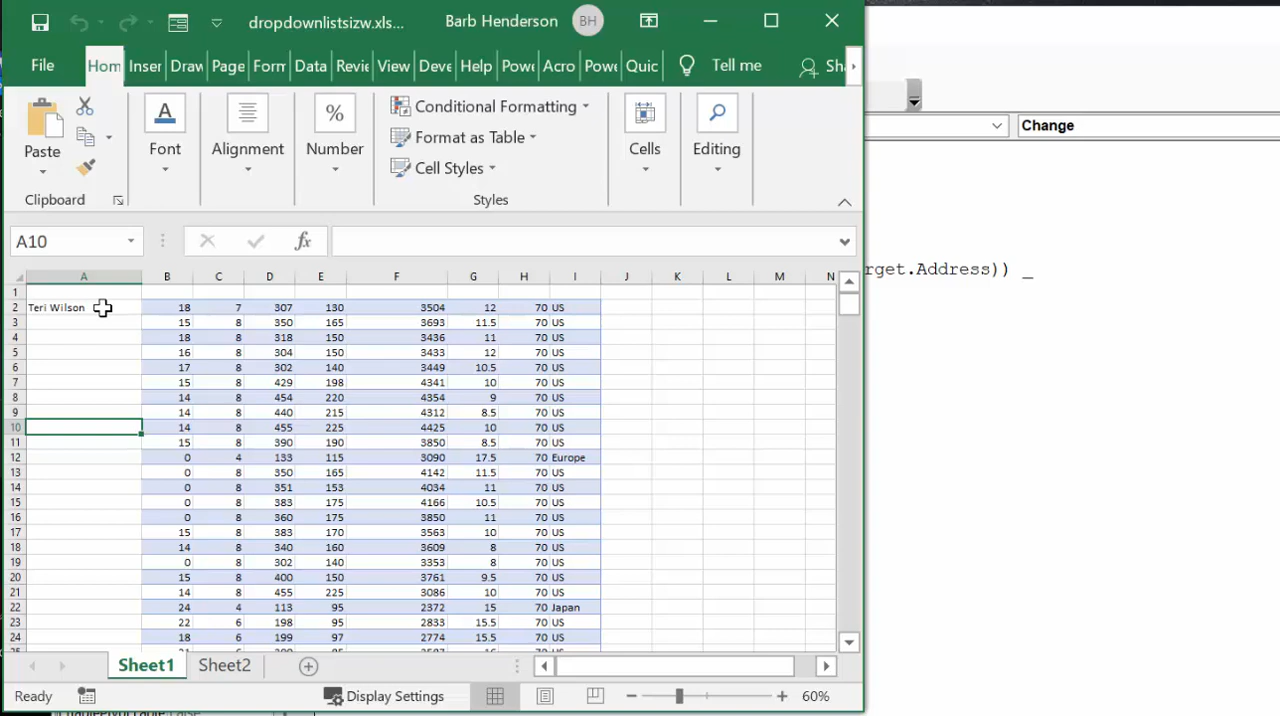 dropdownlistsizw.xls... Barb Henderson BH
File Hom Inser Draw Page Form Data Revie View Deve Help Powe Acro Powe Quic Tell me Sh
Paste Font Alignment Number Conditional Formatting Format as Table Cell Styles Cells Editing
Clipboard Styles
A10 fx
A B C D E F G H I J K L M N
1
2 Teri Wilson 18 7 307 130 3504 12 70 US
3 15 8 350 165 3693 11.5 70 US
4 18 8 318 150 3436 11 70 US
5 16 8 304 150 3433 12 70 US
6 17 8 302 140 3449 10.5 70 US
7 15 8 429 198 4341 10 70 US
8 14 8 454 220 4354 9 70 US
9 14 8 440 215 4312 8.5 70 US
10 14 8 455 225 4425 10 70 US
11 15 8 390 190 3850 8.5 70 US
12 0 4 133 115 3090 17.5 70 Europe
13 0 8 350 165 4142 11.5 70 US
14 0 8 351 153 4034 11 70 US
15 0 8 383 175 4166 10.5 70 US
16 0 8 360 175 3850 11 70 US
17 15 8 383 170 3563 10 70 US
18 14 8 340 160 3609 8 70 US
19 0 8 302 140 3353 8 70 US
20 15 8 400 150 3761 9.5 70 US
21 14 8 455 225 3086 10 70 US
22 24 4 113 95 2372 15 70 Japan
23 22 6 198 95 2833 15.5 70 US
24 18 6 199 97 2774 15.5 70 US
Sheet1 Sheet2
Ready Display Settings 60%
Change
rget.Address)) _